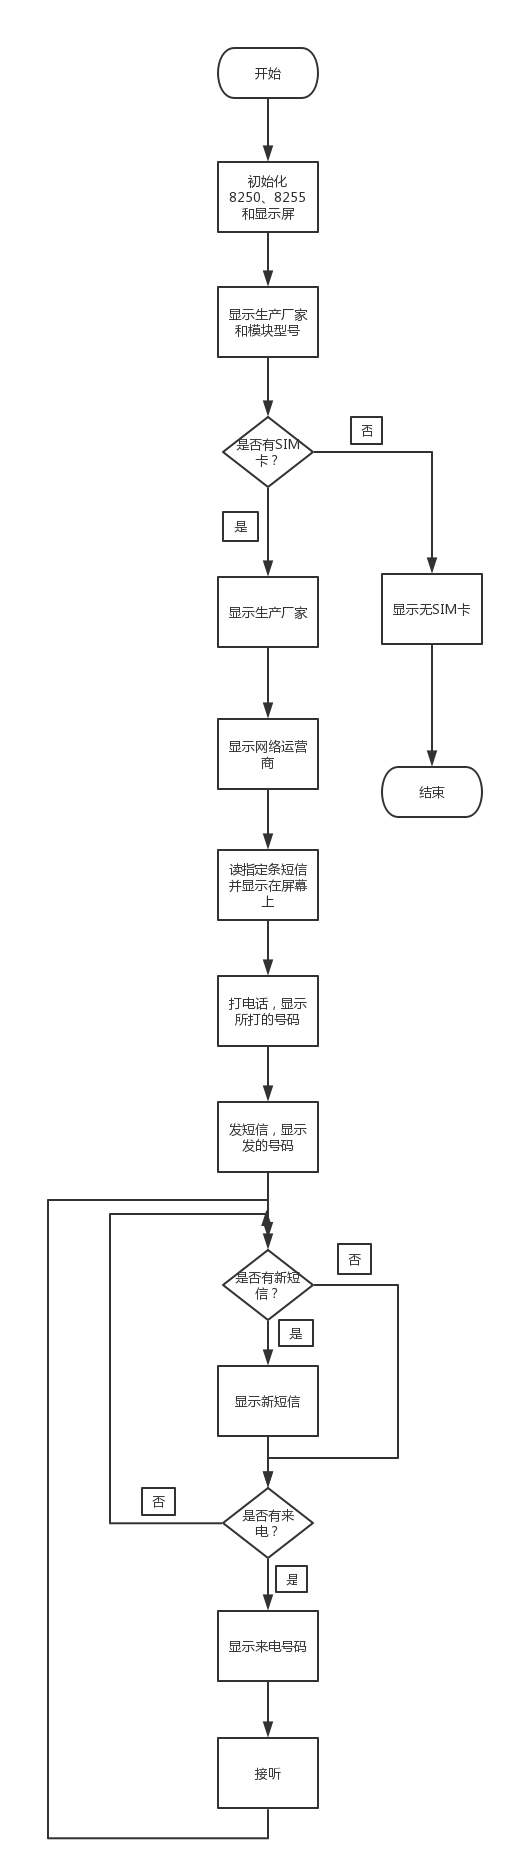 开始
初始化
8250、8255
和显示屏
显示生产厂家
和模块型号
是否有SIM
卡？
否
是
显示生产厂家
显示无SIM卡
显示网络运营
商
结束
读指定条短信
并显示在屏幕
上
打电话，显示
所打的号码
发短信，显示
发的号码
是否有新短
信？
否
是
显示新短信
否
是否有来
电？
是
显示来电号码
接听